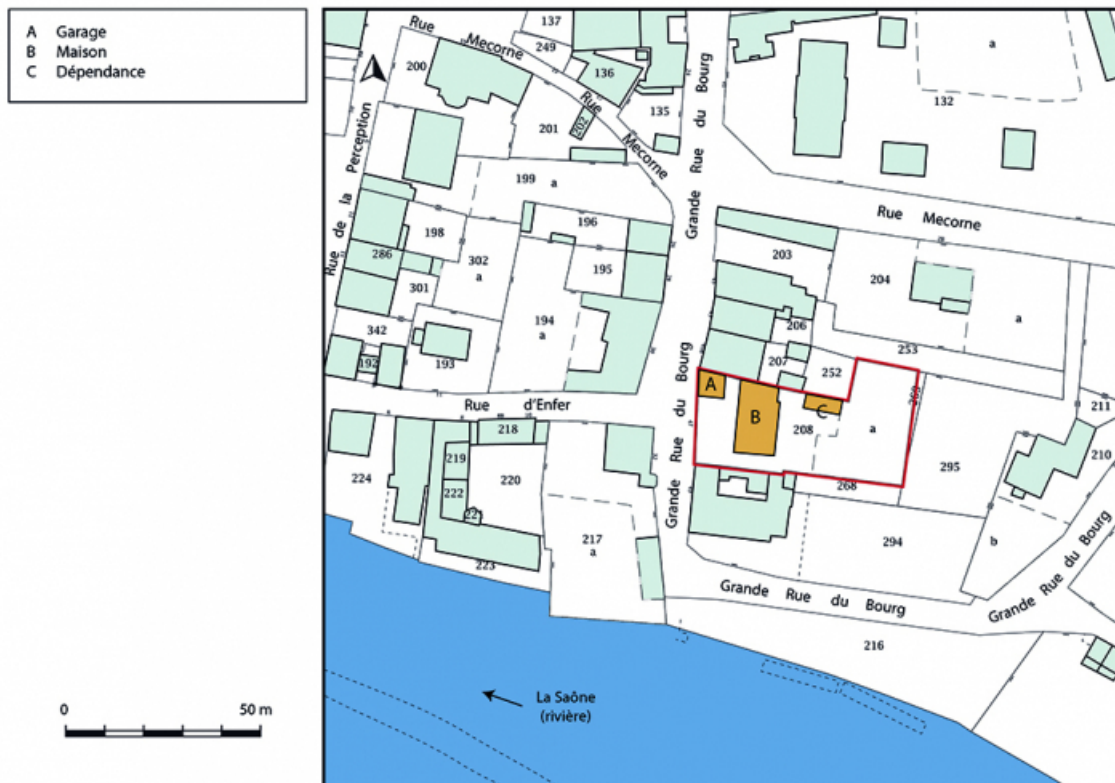 A Garage
B Maison
C Dépendance
0 50 m
137
Rue Mecorne
249
200
136
a
132
135
Rue Mecorne
202
201
Grande Rue du Bourg
Rue de la Perception
199 a
196
198
Rue Mecorne
203
286
302
a
195
204
301
194
a
206
a
342
253
207
252
192
193
A
269
Rue d'Enfer
B
C
208
a
211
Grande Rue du Bourg
218
219
210
224
220
295
222
268
221
217
a
294
b
223
Grande Rue du Bourg
Grande Rue du Bourg
216
La Saône
(rivière)